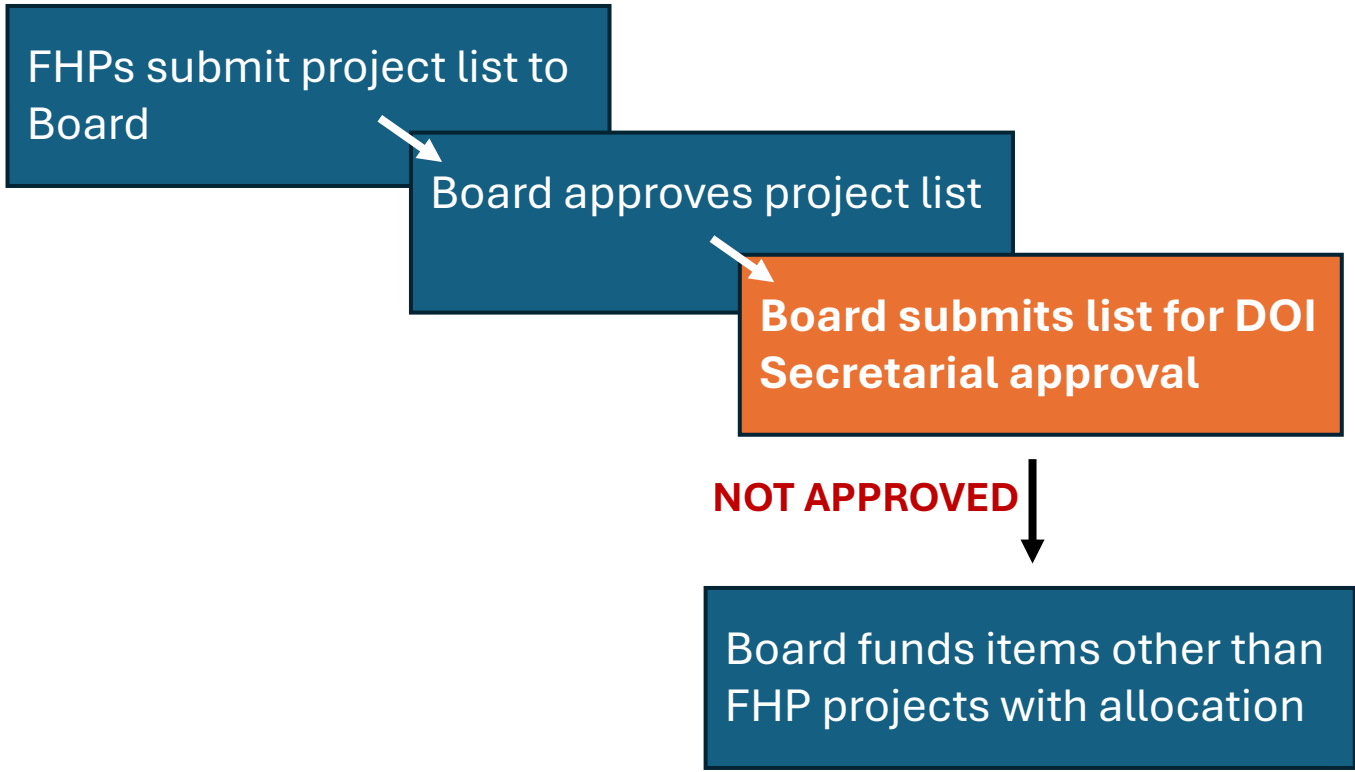 FHPs submit project list to
Board
Board approves project list
Board submits list for DOI
Secretarial approval
NOT APPROVED
Board funds items other than
FHP projects with allocation